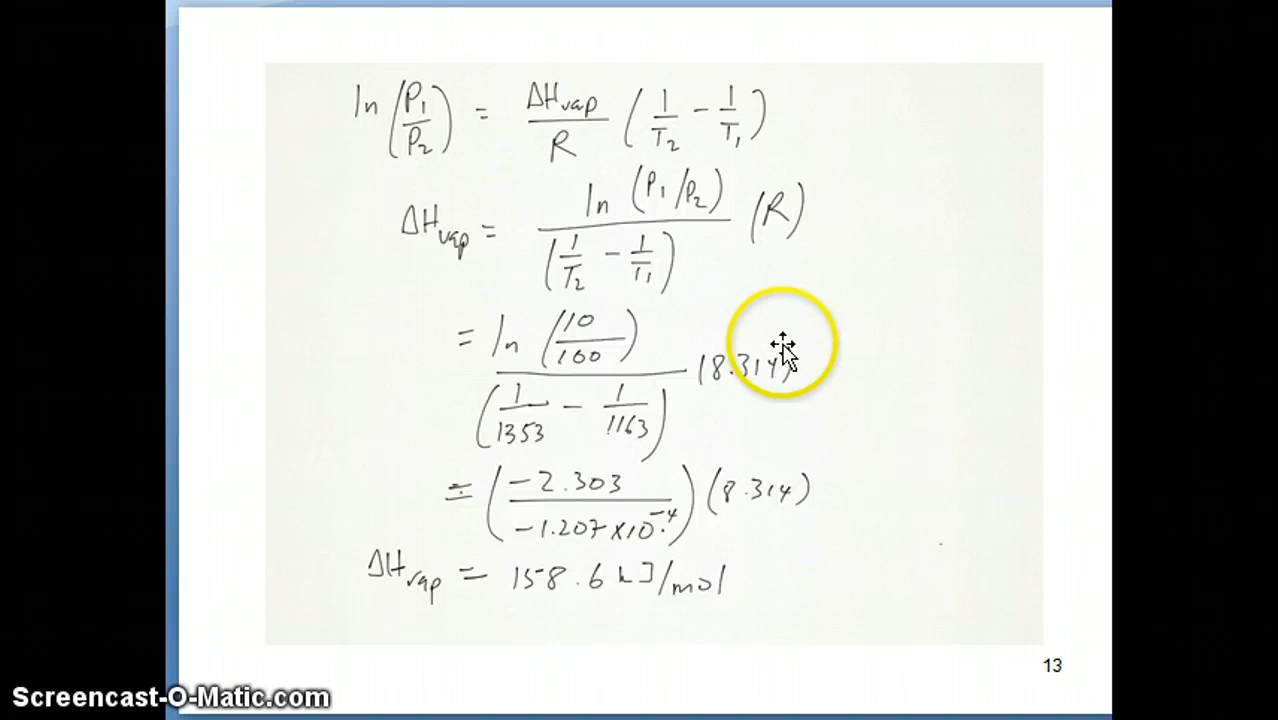 ln (P₁/P₂) = ΔHvap/R (1/T₂ − 1/T₁)
ΔHvap = ln (P₁/P₂)/(1/T₂ − 1/T₁) (R)
= ln (10/100)/(1/1353 − 1/1163) (8.314)
= (−2.303/−1.207×10⁻⁴) (8.314)
ΔHvap = 158.6 kJ/mol
13
Screencast-O-Matic.com